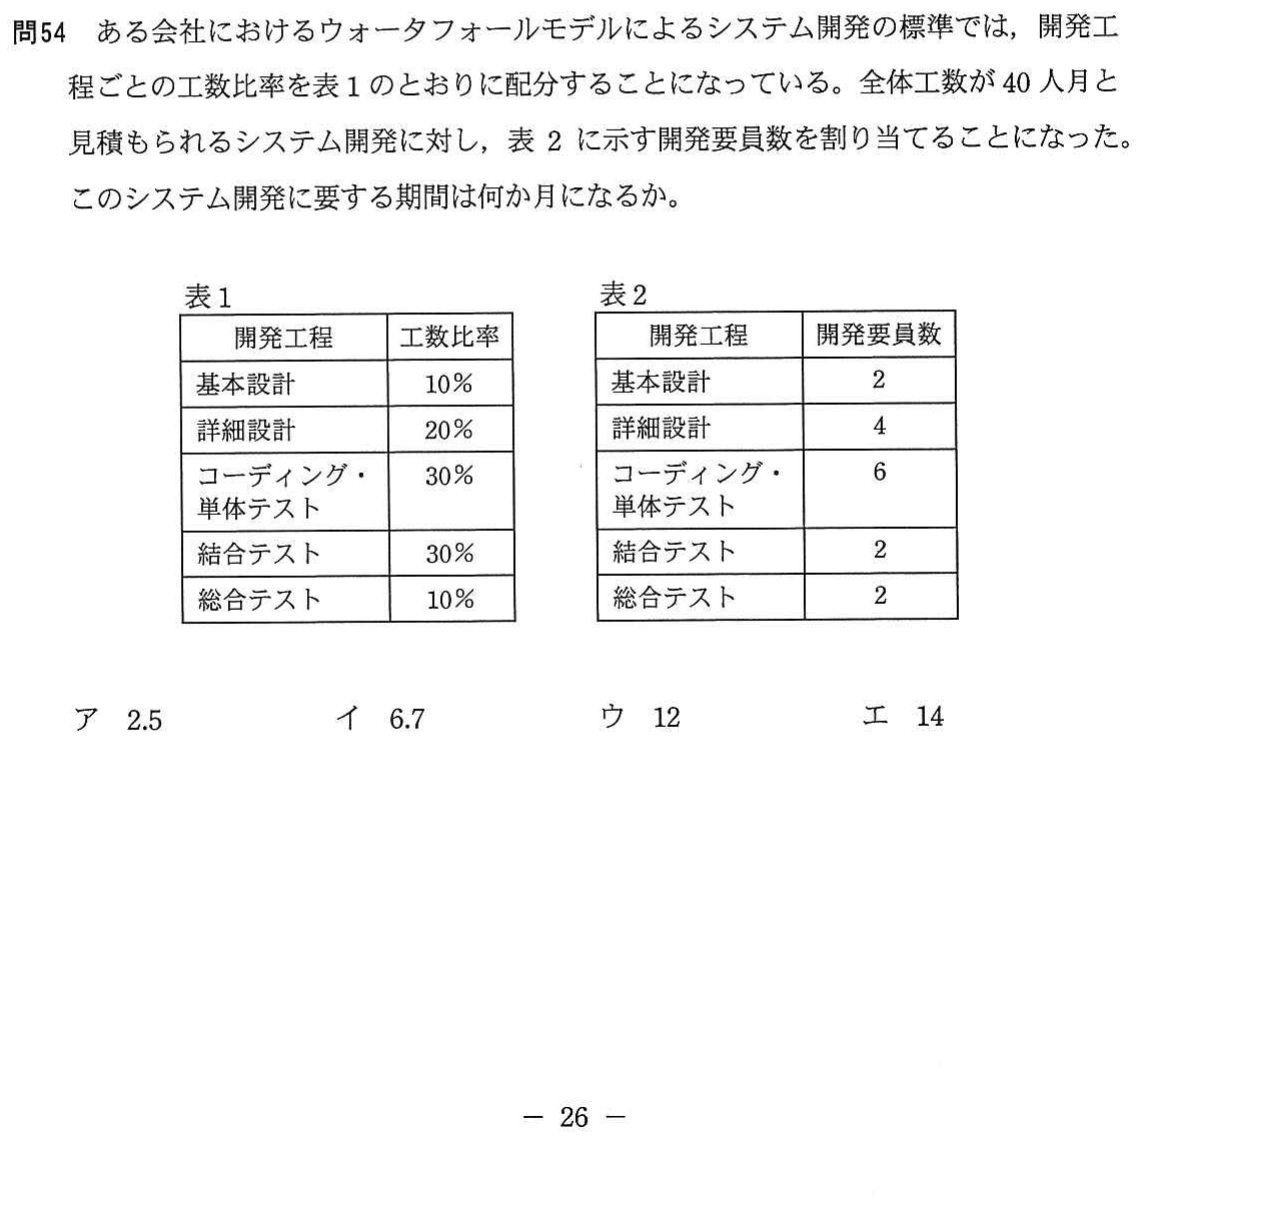 問54 ある会社におけるウォータフォールモデルによるシステム開発の標準では，開発工
程ごとの工数比率を表1のとおりに配分することになっている。全体工数が40人月と
見積もられるシステム開発に対し，表2に示す開発要員数を割り当てることになった。
このシステム開発に要する期間は何か月になるか。
表1
開発工程 工数比率
基本設計 10%
詳細設計 20%
コーディング・ 30%
単体テスト
結合テスト 30%
総合テスト 10%
表2
開発工程 開発要員数
基本設計 2
詳細設計 4
コーディング・ 6
単体テスト
結合テスト 2
総合テスト 2
ア 2.5 イ 6.7 ウ 12 エ 14
― 26 ―